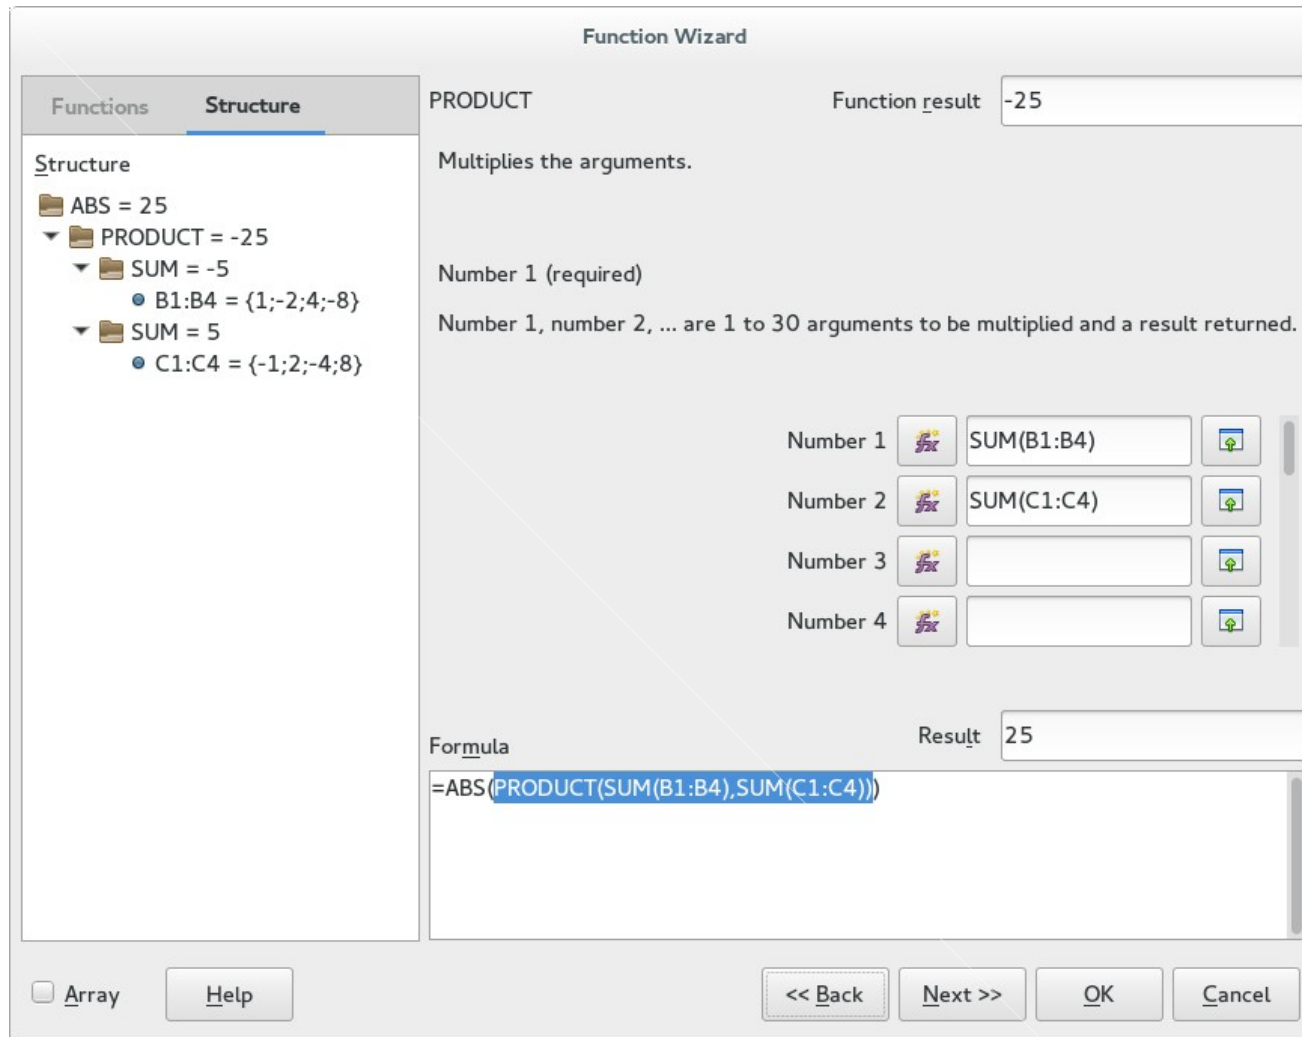 Function Wizard
Functions Structure
Structure
ABS = 25
PRODUCT = -25
SUM = -5
B1:B4 = {1;-2;4;-8}
SUM = 5
C1:C4 = {-1;2;-4;8}
PRODUCT Function result -25
Multiplies the arguments.
Number 1 (required)
Number 1, number 2, ... are 1 to 30 arguments to be multiplied and a result returned.
Number 1 fx SUM(B1:B4)
Number 2 fx SUM(C1:C4)
Number 3 fx
Number 4 fx
Formula Result 25
=ABS(PRODUCT(SUM(B1:B4),SUM(C1:C4)))
Array Help << Back Next >> OK Cancel